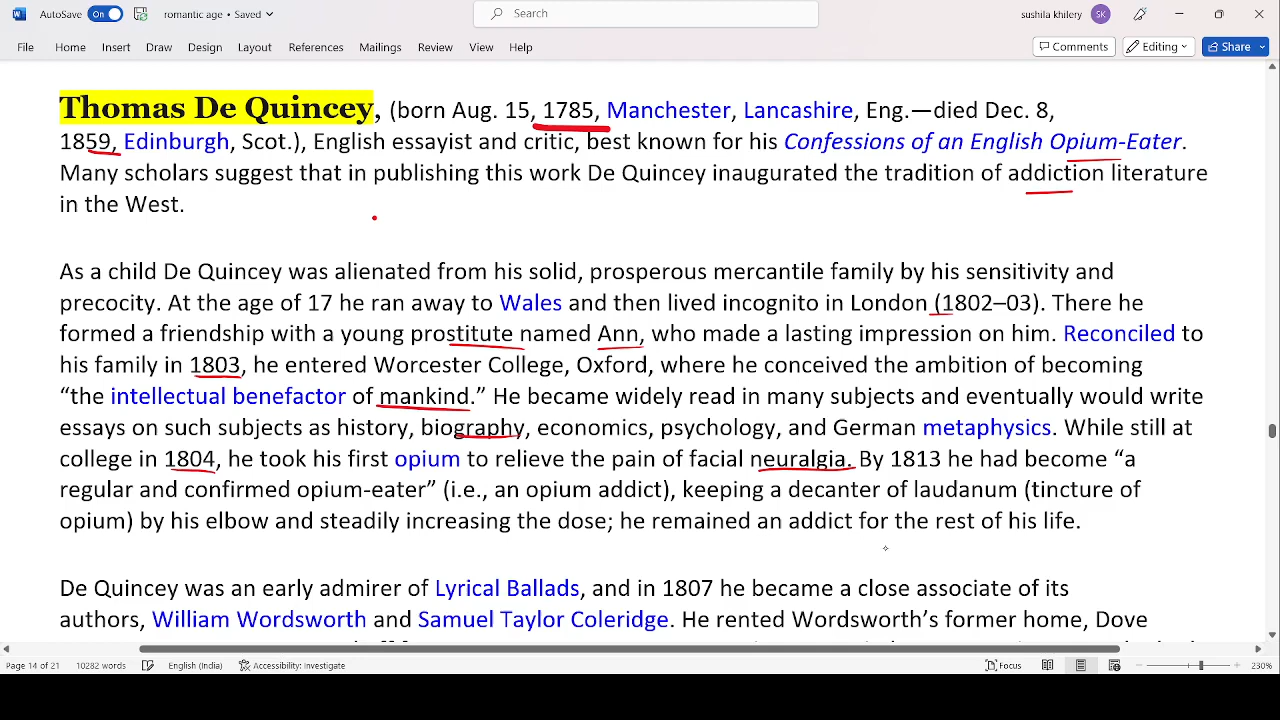 AutoSave On romantic age • Saved Search sushila khilery SK
File Home Insert Draw Design Layout References Mailings Review View Help Comments Editing Share
Thomas De Quincey, (born Aug. 15, 1785, Manchester, Lancashire, Eng.—died Dec. 8,
1859, Edinburgh, Scot.), English essayist and critic, best known for his Confessions of an English Opium-Eater.
Many scholars suggest that in publishing this work De Quincey inaugurated the tradition of addiction literature
in the West.
As a child De Quincey was alienated from his solid, prosperous mercantile family by his sensitivity and
precocity. At the age of 17 he ran away to Wales and then lived incognito in London (1802–03). There he
formed a friendship with a young prostitute named Ann, who made a lasting impression on him. Reconciled to
his family in 1803, he entered Worcester College, Oxford, where he conceived the ambition of becoming
“the intellectual benefactor of mankind.” He became widely read in many subjects and eventually would write
essays on such subjects as history, biography, economics, psychology, and German metaphysics. While still at
college in 1804, he took his first opium to relieve the pain of facial neuralgia. By 1813 he had become “a
regular and confirmed opium-eater” (i.e., an opium addict), keeping a decanter of laudanum (tincture of
opium) by his elbow and steadily increasing the dose; he remained an addict for the rest of his life.
De Quincey was an early admirer of Lyrical Ballads, and in 1807 he became a close associate of its
authors, William Wordsworth and Samuel Taylor Coleridge. He rented Wordsworth’s former home, Dove
Page 14 of 21 10282 words English (India) Accessibility: Investigate Focus 230%